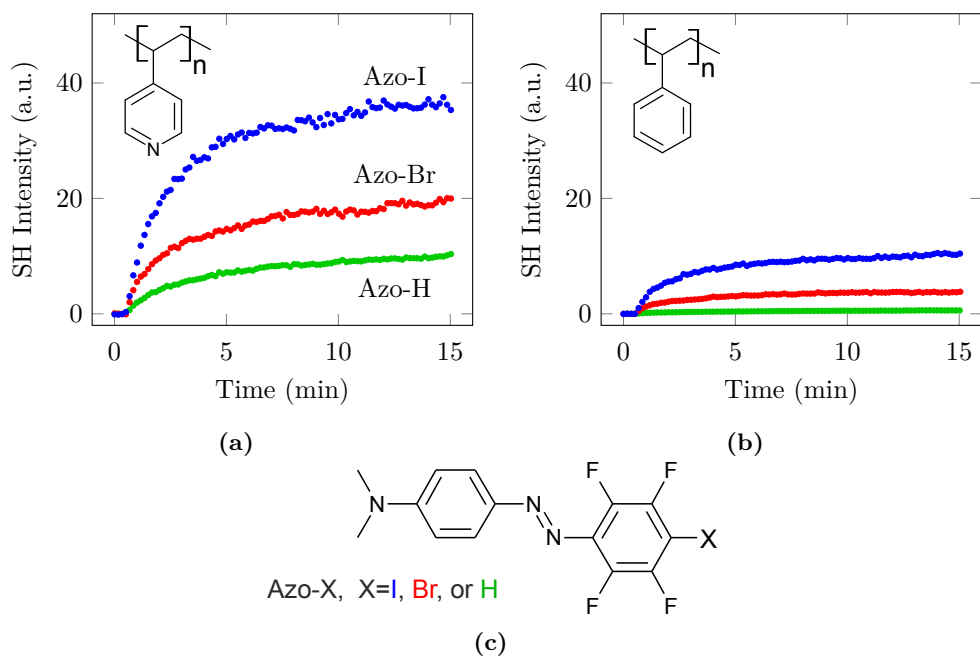 [ ]n
N
Azo-I
Azo-Br
Azo-H
SH Intensity (a.u.)
40
20
0
0 5 10 15
Time (min)
(a)
[ ]n
SH Intensity (a.u.)
40
20
0
0 5 10 15
Time (min)
(b)
F F
N N
N X
F F
Azo-X, X=I, Br, or H
(c)